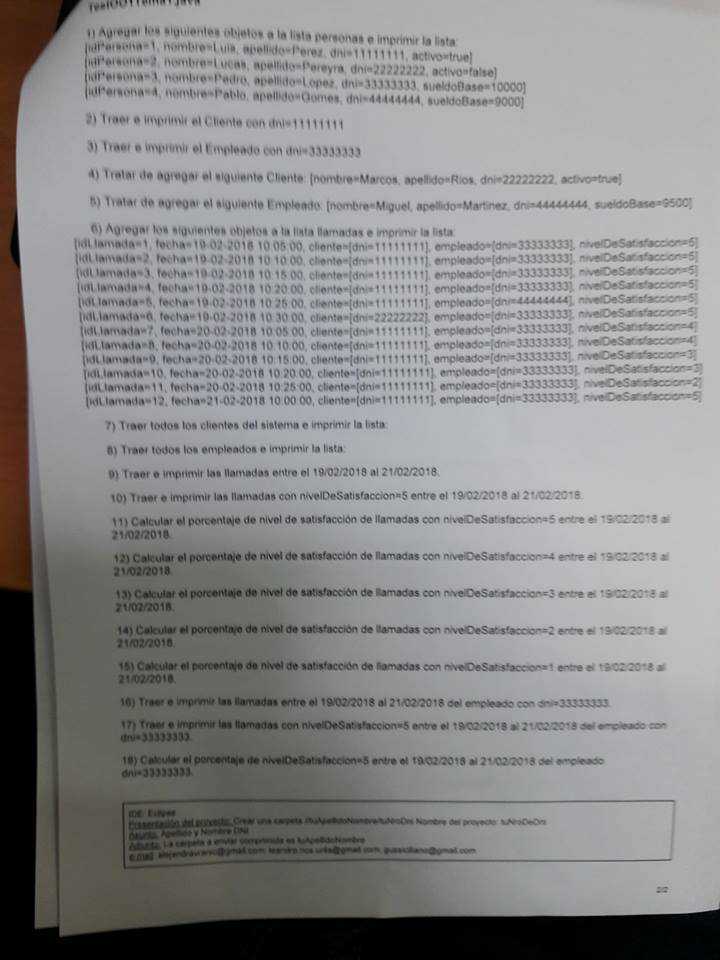 TestOO1Tema1.java
1) Agregar los siguientes objetos a la lista personas e imprimir la lista:
[idPersona=1, nombre=Luis, apellido=Perez, dni=11111111, activo=true]
[idPersona=2, nombre=Lucas, apellido=Pereyra, dni=22222222, activo=false]
[idPersona=3, nombre=Pedro, apellido=Lopez, dni=33333333, sueldoBase=10000]
[idPersona=4, nombre=Pablo, apellido=Gomes, dni=44444444, sueldoBase=9000]
2) Traer e imprimir el Cliente con dni=11111111
3) Traer e imprimir el Empleado con dni=33333333
4) Tratar de agregar el siguiente Cliente: [nombre=Marcos, apellido=Rios, dni=22222222, activo=true]
5) Tratar de agregar el siguiente Empleado: [nombre=Miguel, apellido=Martinez, dni=44444444, sueldoBase=9500]
6) Agregar los siguientes objetos a la lista llamadas e imprimir la lista:
[idLlamada=1, fecha=19-02-2018 10:05:00, cliente=[dni=11111111], empleado=[dni=33333333], nivelDeSatisfaccion=5]
[idLlamada=2, fecha=19-02-2018 10:10:00, cliente=[dni=11111111], empleado=[dni=33333333], nivelDeSatisfaccion=5]
[idLlamada=3, fecha=19-02-2018 10:15:00, cliente=[dni=11111111], empleado=[dni=33333333], nivelDeSatisfaccion=5]
[idLlamada=4, fecha=19-02-2018 10:20:00, cliente=[dni=11111111], empleado=[dni=33333333], nivelDeSatisfaccion=5]
[idLlamada=5, fecha=19-02-2018 10:25:00, cliente=[dni=11111111], empleado=[dni=44444444], nivelDeSatisfaccion=5]
[idLlamada=6, fecha=19-02-2018 10:30:00, cliente=[dni=22222222], empleado=[dni=33333333], nivelDeSatisfaccion=5]
[idLlamada=7, fecha=20-02-2018 10:05:00, cliente=[dni=11111111], empleado=[dni=33333333], nivelDeSatisfaccion=4]
[idLlamada=8, fecha=20-02-2018 10:10:00, cliente=[dni=11111111], empleado=[dni=33333333], nivelDeSatisfaccion=4]
[idLlamada=9, fecha=20-02-2018 10:15:00, cliente=[dni=11111111], empleado=[dni=33333333], nivelDeSatisfaccion=3]
[idLlamada=10, fecha=20-02-2018 10:20:00, cliente=[dni=11111111], empleado=[dni=33333333], nivelDeSatisfaccion=3]
[idLlamada=11, fecha=20-02-2018 10:25:00, cliente=[dni=11111111], empleado=[dni=33333333], nivelDeSatisfaccion=2]
[idLlamada=12, fecha=21-02-2018 10:00:00, cliente=[dni=11111111], empleado=[dni=33333333], nivelDeSatisfaccion=5]
7) Traer todos los clientes del sistema e imprimir la lista:
8) Traer todos los empleados e imprimir la lista:
9) Traer e imprimir las llamadas entre el 19/02/2018 al 21/02/2018.
10) Traer e imprimir las llamadas con nivelDeSatisfaccion=5 entre el 19/02/2018 al 21/02/2018.
11) Calcular el porcentaje de nivel de satisfacción de llamadas con nivelDeSatisfaccion=5 entre el 19/02/2018 al
21/02/2018.
12) Calcular el porcentaje de nivel de satisfacción de llamadas con nivelDeSatisfaccion=4 entre el 19/02/2018 al
21/02/2018.
13) Calcular el porcentaje de nivel de satisfacción de llamadas con nivelDeSatisfaccion=3 entre el 19/02/2018 al
21/02/2018.
14) Calcular el porcentaje de nivel de satisfacción de llamadas con nivelDeSatisfaccion=2 entre el 19/02/2018 al
21/02/2018.
15) Calcular el porcentaje de nivel de satisfacción de llamadas con nivelDeSatisfaccion=1 entre el 19/02/2018 al
21/02/2018.
16) Traer e imprimir las llamadas entre el 19/02/2018 al 21/02/2018 del empleado con dni=33333333.
17) Traer e imprimir las llamadas con nivelDeSatisfaccion=5 entre el 19/02/2018 al 21/02/2018 del empleado con
dni=33333333.
18) Calcular el porcentaje de nivelDeSatisfaccion=5 entre el 19/02/2018 al 21/02/2018 del empleado
dni=33333333.
IDE: Eclipse
Presentación del proyecto: Crear una carpeta //tuApellidoNombre/tuNroDni Nombre del proyecto: tuNroDeDni
Asunto: Apellido y Nombre DNI
Adjunto: La carpeta a enviar comprimida es tuApellidoNombre
e:mail: alejandravranic@gmail.com; leandro.rios.unla@gmail.com; gussiciliano@gmail.com
2/2